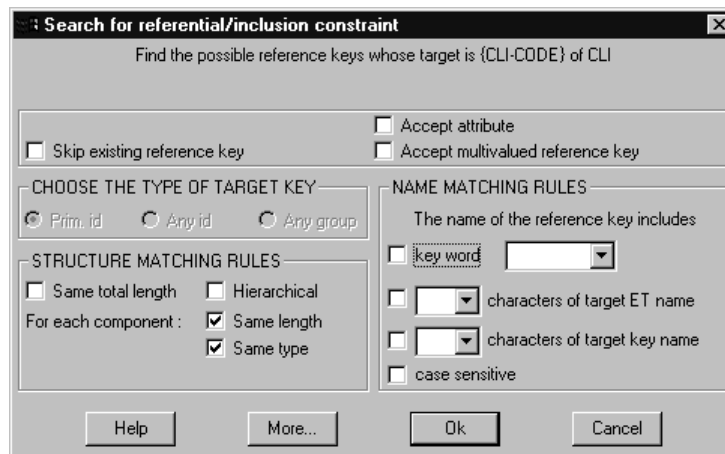 Search for referential/inclusion constraint
Find the possible reference keys whose target is {CLI-CODE} of CLI
Accept attribute
Skip existing reference key
Accept multivalued reference key
CHOOSE THE TYPE OF TARGET KEY
Prim. id
Any id
Any group
STRUCTURE MATCHING RULES
Same total length
Hierarchical
For each component :
Same length
Same type
NAME MATCHING RULES
The name of the reference key includes
key word
characters of target ET name
characters of target key name
case sensitive
Help
More...
Ok
Cancel